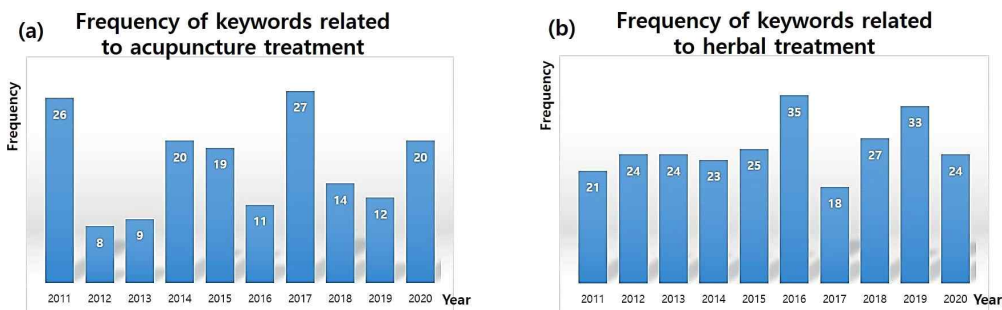 (a)
Frequency of keywords related
to acupuncture treatment
Frequency
26
8
9
20
19
11
27
14
12
20
2011 2012 2013 2014 2015 2016 2017 2018 2019 2020 Year
(b)
Frequency of keywords related
to herbal treatment
Frequency
21
24
24
23
25
35
18
27
33
24
2011 2012 2013 2014 2015 2016 2017 2018 2019 2020 Year